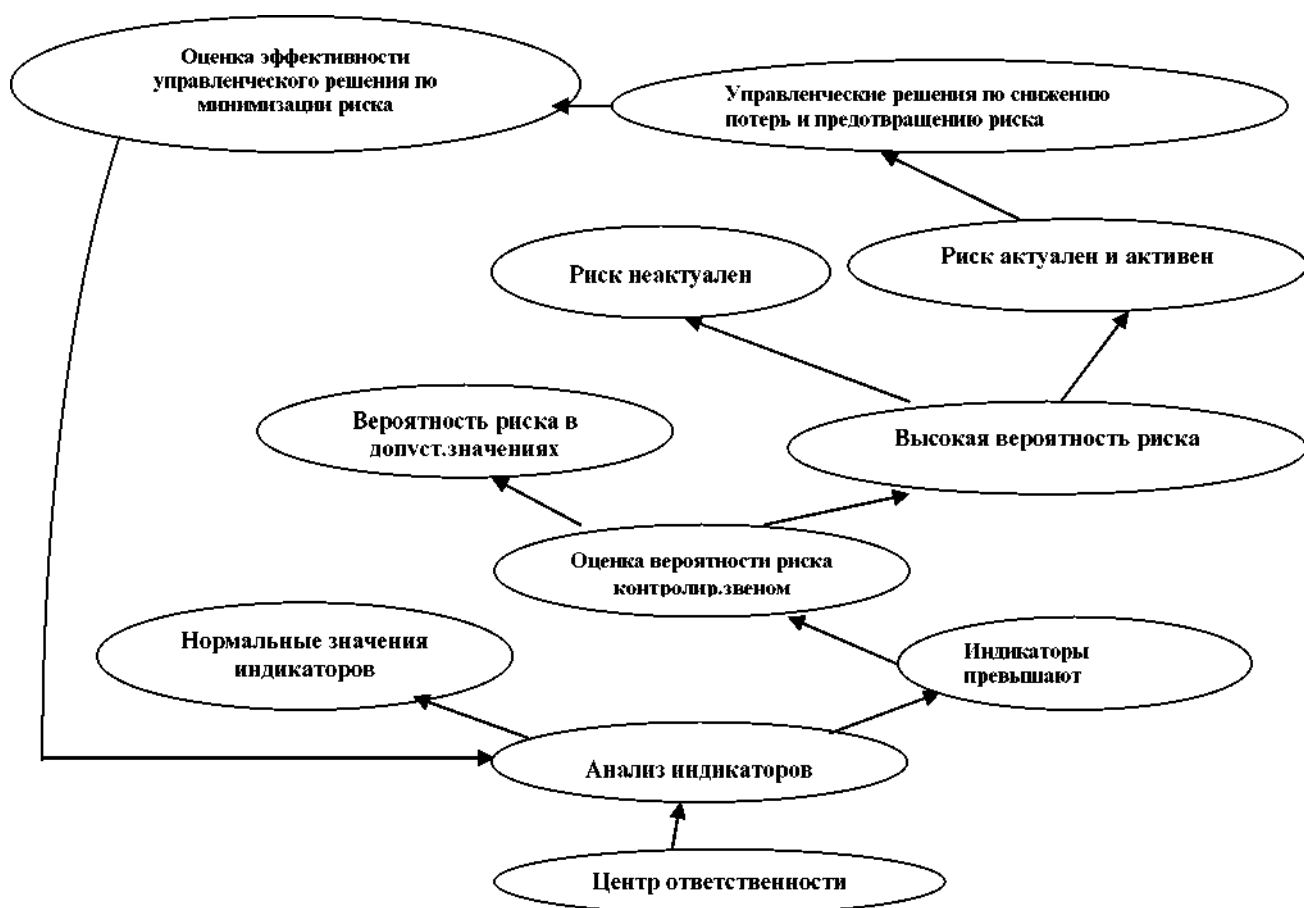 Оценка эффективности
управленческого решения по
минимизации риска
Управленческие решения по снижению
потерь и предотвращению риска
Риск неактуален
Риск актуален и активен
Вероятность риска в
допуст.значениях
Высокая вероятность риска
Оценка вероятности риска
контролир.звеном
Нормальные значения
индикаторов
Индикаторы
превышают
Анализ индикаторов
Центр ответственности